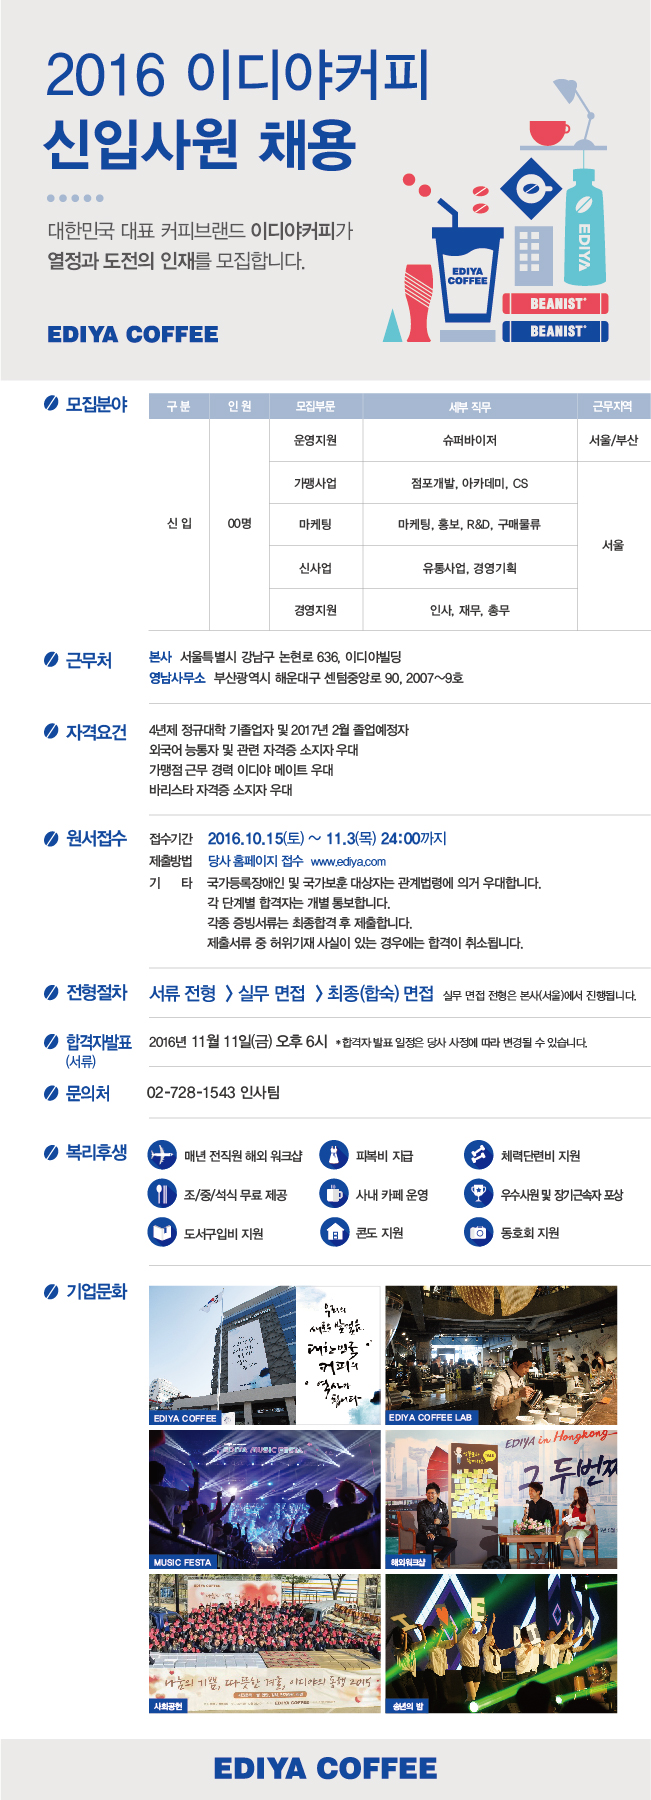 2016 이디야커피
신입사원 채용
대한민국 대표 커피브랜드 이디야커피가
열정과 도전의 인재를 모집합니다.
EDIYA COFFEE
EDIYA
COFFEE
EDIYA
BEANIST
BEANIST
모집분야
구 분 인 원 모집부문 세부 직무 근무지역
신 입 00명
운영지원 슈퍼바이저 서울/부산
가맹사업 점포개발, 아카데미, CS
마케팅 마케팅, 홍보, R&D, 구매물류
신사업 유통사업, 경영기획
경영지원 인사, 재무, 총무
서울
근무처
본사 서울특별시 강남구 논현로 636, 이디야빌딩
영남사무소 부산광역시 해운대구 센텀중앙로 90, 2007~9호
자격요건
4년제 정규대학 기졸업자 및 2017년 2월 졸업예정자
외국어 능통자 및 관련 자격증 소지자 우대
가맹점 근무 경력 이디야 메이트 우대
바리스타 자격증 소지자 우대
원서접수
접수기간 2016.10.15(토) ~ 11.3(목) 24:00까지
제출방법 당사 홈페이지 접수 www.ediya.com
기 타 국가등록장애인 및 국가보훈 대상자는 관계법령에 의거 우대합니다.
각 단계별 합격자는 개별 통보합니다.
각종 증빙서류는 최종합격 후 제출합니다.
제출서류 중 허위기재 사실이 있는 경우에는 합격이 취소됩니다.
전형절차
서류 전형 > 실무 면접 > 최종(합숙) 면접 실무 면접 전형은 본사(서울)에서 진행됩니다.
합격자발표
(서류)
2016년 11월 11일(금) 오후 6시 *합격자 발표 일정은 당사 사정에 따라 변경될 수 있습니다.
문의처
02-728-1543 인사팀
복리후생
매년 전직원 해외 워크샵 피복비 지급 체력단련비 지원
조/중/석식 무료 제공 사내 카페 운영 우수사원 및 장기근속자 포상
도서구입비 지원 콘도 지원 동호회 지원
기업문화
우리의
새로운 발걸음
대한민국
커피의
역사가
됩니다
EDIYA COFFEE
EDIYA COFFEE LAB
EDIYA MUSIC FESTA
MUSIC FESTA
EDIYA in Hongkong
그 두번째
해외워크샵
EDIYA COFFEE
나눔의 기쁨, 따뜻한 겨울, 이디야의 동행 2015
EDIYA COFFEE
사회공헌
송년의 밤
EDIYA COFFEE